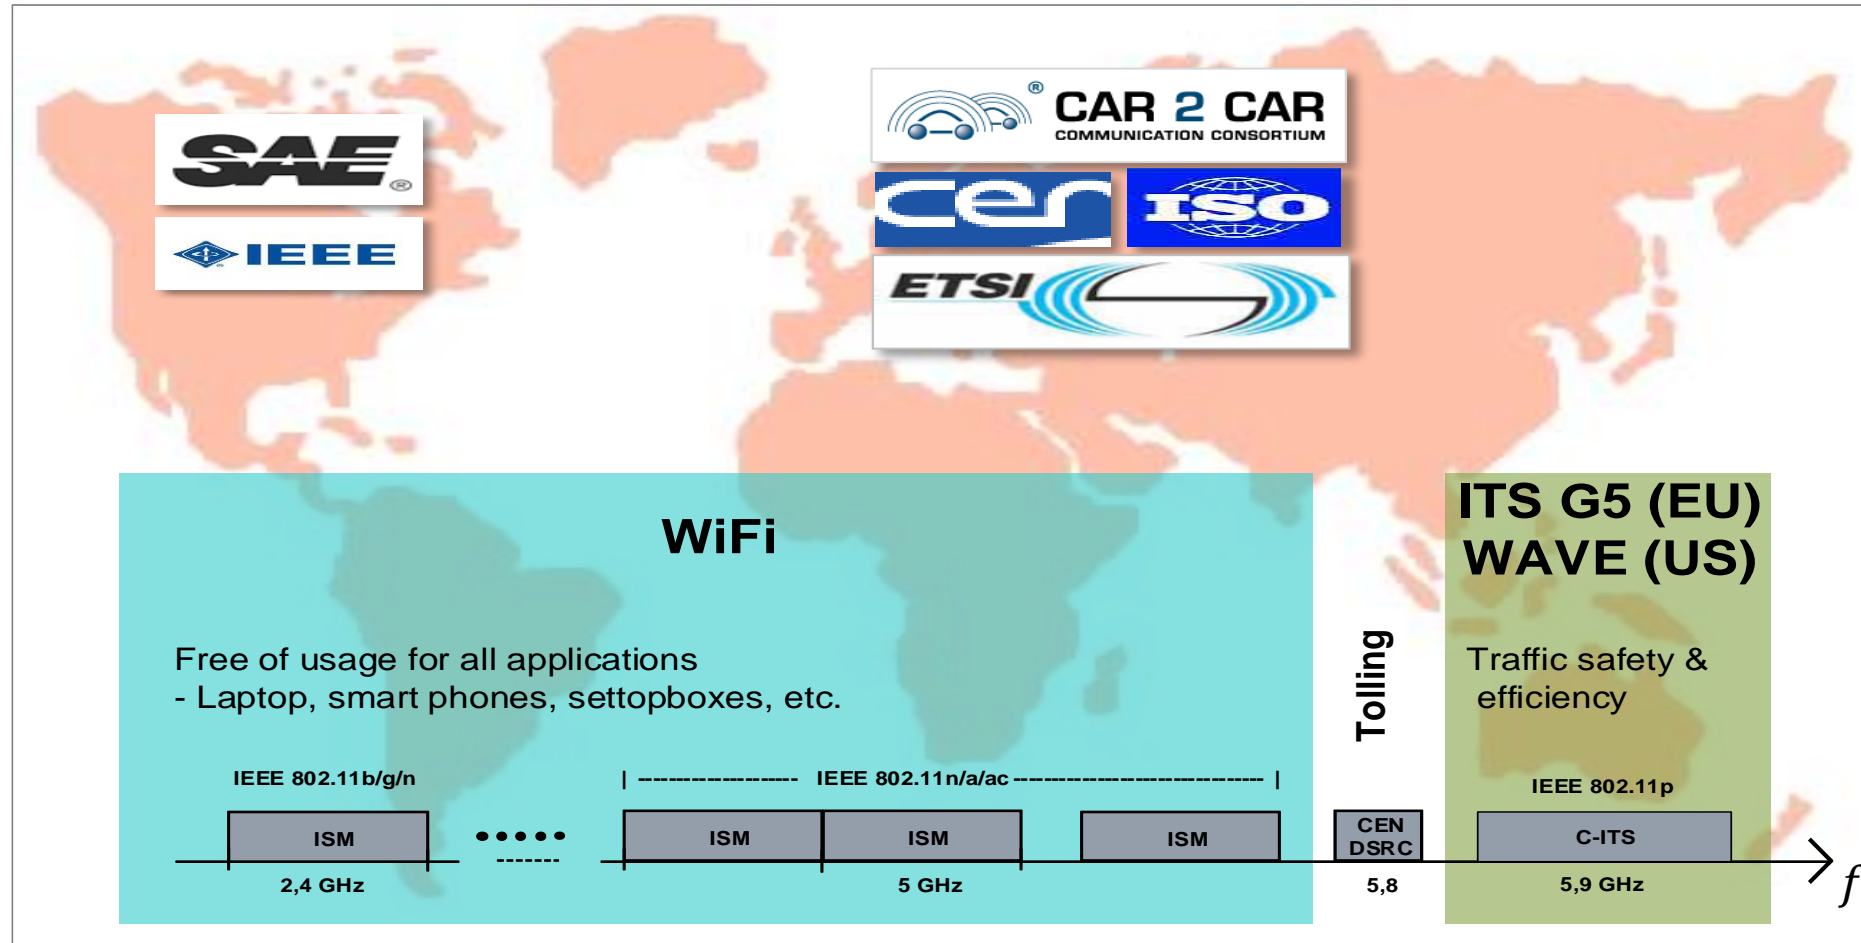 SAE®
IEEE
® CAR 2 CAR
COMMUNICATION CONSORTIUM
cen
ISO
ETSI
WiFi
ITS G5 (EU)
WAVE (US)
Free of usage for all applications
- Laptop, smart phones, settopboxes, etc.
Tolling
Traffic safety &
efficiency
IEEE 802.11b/g/n
| --------------------- IEEE 802.11n/a/ac --------------------------------- |
IEEE 802.11p
ISM
•••••
-------
ISM
ISM
ISM
CEN
DSRC
C-ITS
2,4 GHz
5 GHz
5,8
5,9 GHz
f